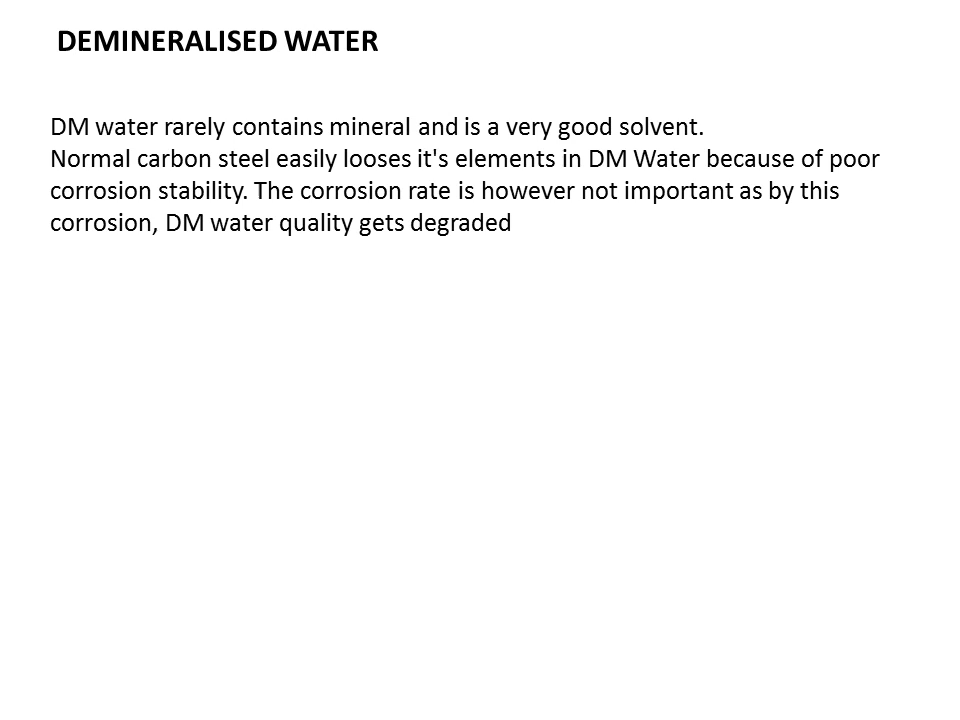 DEMINERALISED WATER
DM water rarely contains mineral and is a very good solvent.
Normal carbon steel easily looses it's elements in DM Water because of poor
corrosion stability. The corrosion rate is however not important as by this
corrosion, DM water quality gets degraded